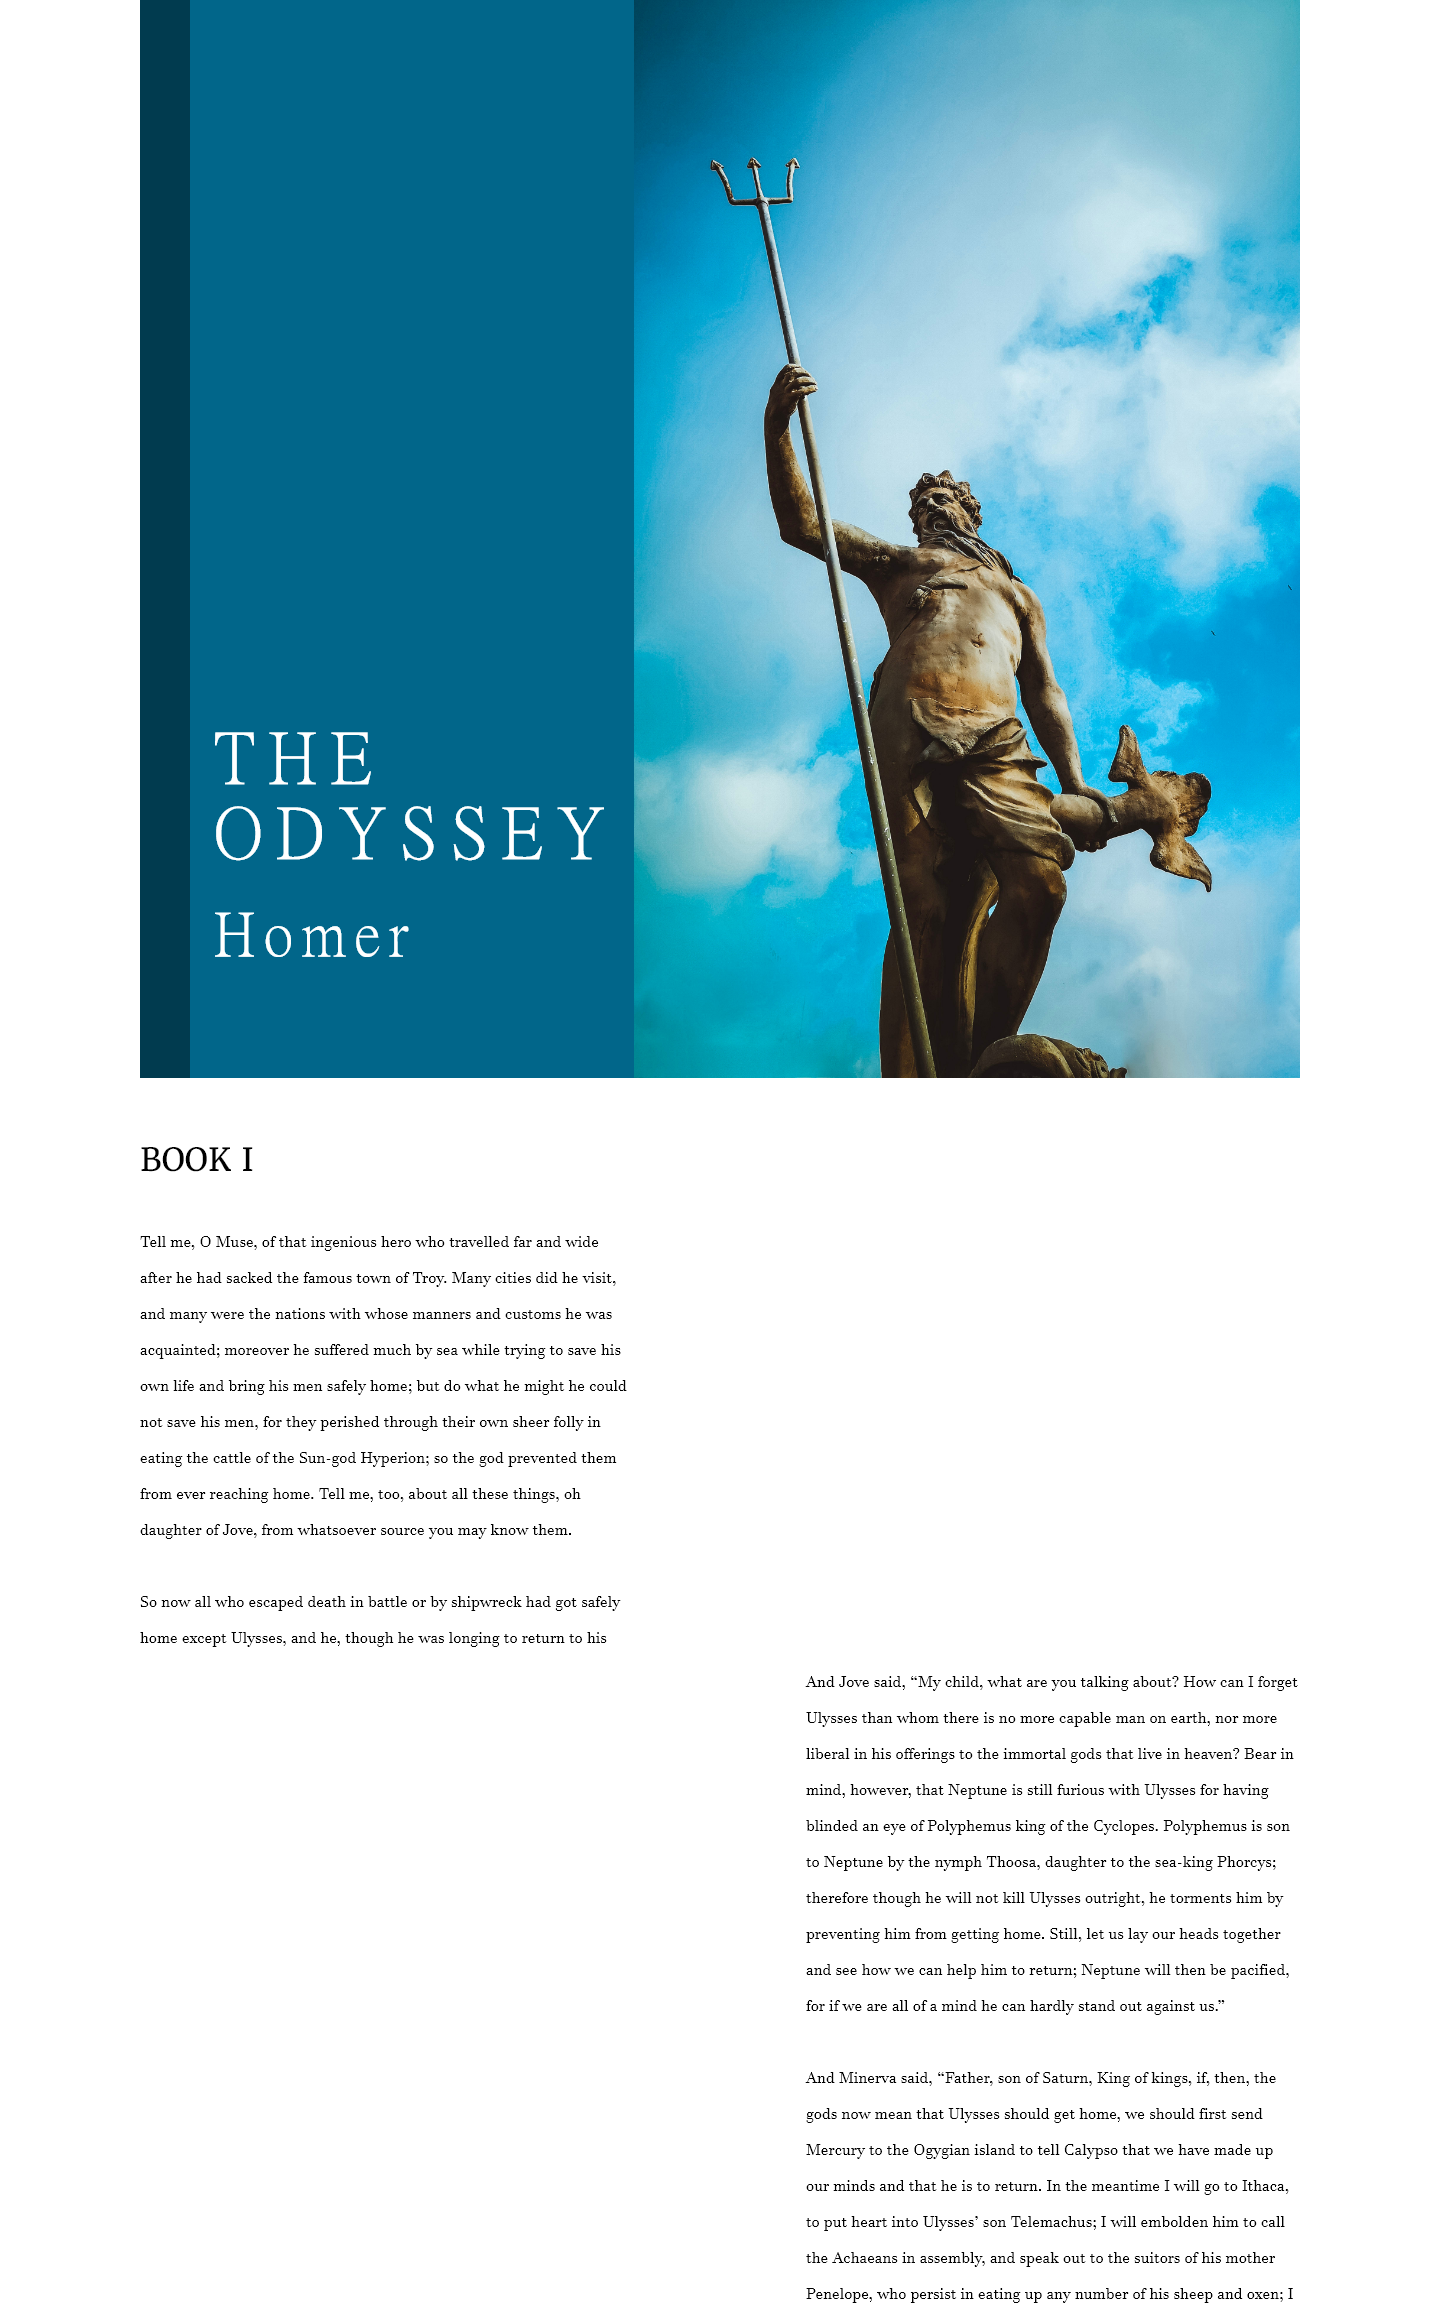 THE
ODYSSEY
Homer
BOOK I
Tell me, O Muse, of that ingenious hero who travelled far and wide
after he had sacked the famous town of Troy. Many cities did he visit,
and many were the nations with whose manners and customs he was
acquainted; moreover he suffered much by sea while trying to save his
own life and bring his men safely home; but do what he might he could
not save his men, for they perished through their own sheer folly in
eating the cattle of the Sun-god Hyperion; so the god prevented them
from ever reaching home. Tell me, too, about all these things, oh
daughter of Jove, from whatsoever source you may know them.
So now all who escaped death in battle or by shipwreck had got safely
home except Ulysses, and he, though he was longing to return to his
And Jove said, “My child, what are you talking about? How can I forget
Ulysses than whom there is no more capable man on earth, nor more
liberal in his offerings to the immortal gods that live in heaven? Bear in
mind, however, that Neptune is still furious with Ulysses for having
blinded an eye of Polyphemus king of the Cyclopes. Polyphemus is son
to Neptune by the nymph Thoosa, daughter to the sea-king Phorcys;
therefore though he will not kill Ulysses outright, he torments him by
preventing him from getting home. Still, let us lay our heads together
and see how we can help him to return; Neptune will then be pacified,
for if we are all of a mind he can hardly stand out against us.”
And Minerva said, “Father, son of Saturn, King of kings, if, then, the
gods now mean that Ulysses should get home, we should first send
Mercury to the Ogygian island to tell Calypso that we have made up
our minds and that he is to return. In the meantime I will go to Ithaca,
to put heart into Ulysses’ son Telemachus; I will embolden him to call
the Achaeans in assembly, and speak out to the suitors of his mother
Penelope, who persist in eating up any number of his sheep and oxen; I